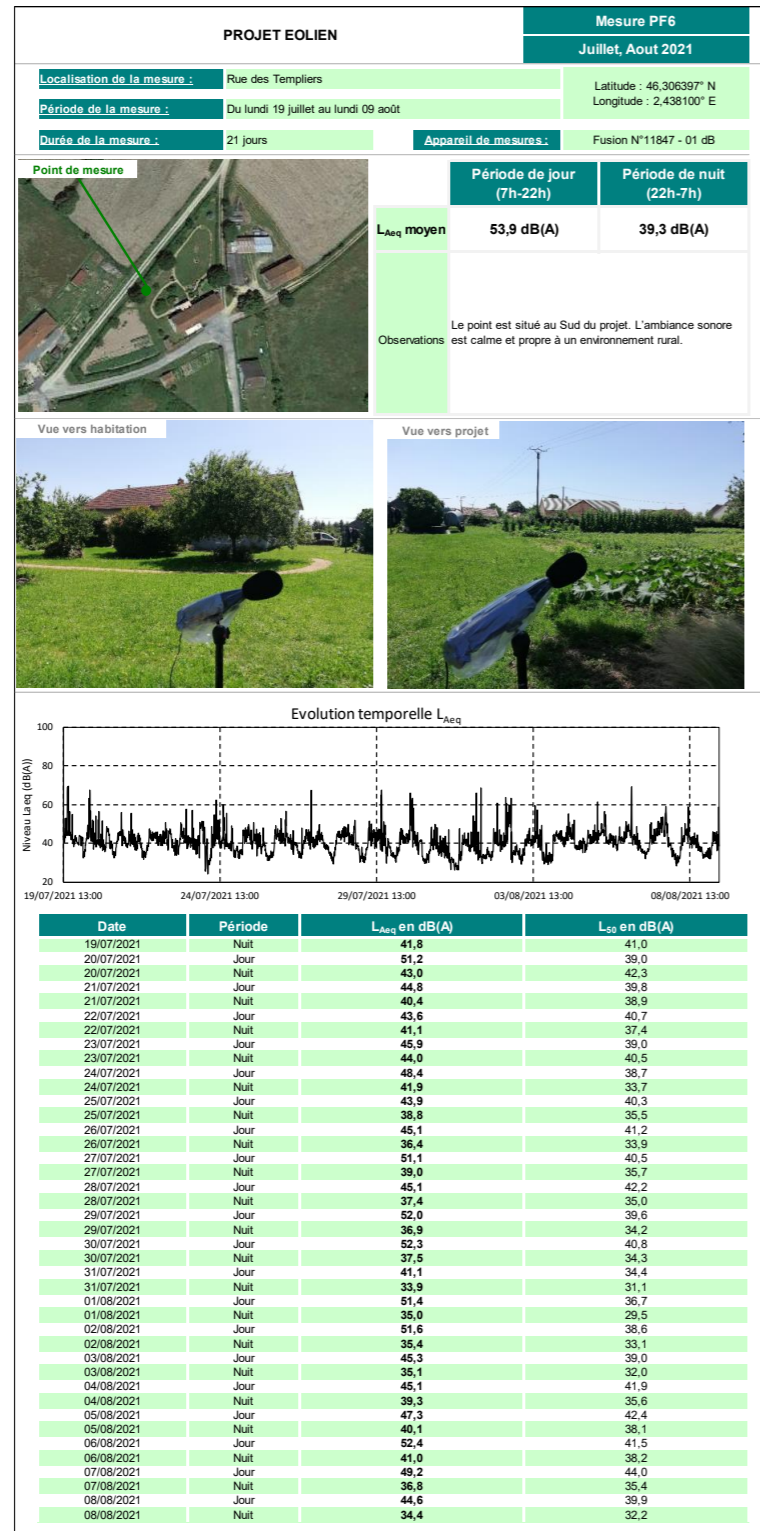 PROJET EOLIEN
Mesure PF6
Juillet, Aout 2021
Localisation de la mesure :
Rue des Templiers
Latitude : 46,306397° N
Longitude : 2,438100° E
Période de la mesure :
Du lundi 19 juillet au lundi 09 août
Durée de la mesure :
21 jours
Appareil de mesures :
Fusion N°11847 - 01 dB
Point de mesure
Période de jour
(7h-22h)
Période de nuit
(22h-7h)
LAeq moyen
53,9 dB(A)
39,3 dB(A)
Observations
Le point est situé au Sud du projet. L'ambiance sonore
est calme et propre à un environnement rural.
Vue vers habitation
Vue vers projet
Evolution temporelle LAeq
Niveau Laeq (dB(A))
100
80
60
40
20
19/07/2021 13:00 24/07/2021 13:00 29/07/2021 13:00 03/08/2021 13:00 08/08/2021 13:00
Date Période LAeq en dB(A) L50 en dB(A)
19/07/2021 Nuit 41,8 41,0
20/07/2021 Jour 51,2 39,0
20/07/2021 Nuit 43,0 42,3
21/07/2021 Jour 44,8 39,8
21/07/2021 Nuit 40,4 38,9
22/07/2021 Jour 43,6 40,7
22/07/2021 Nuit 41,1 37,4
23/07/2021 Jour 45,9 39,0
23/07/2021 Nuit 44,0 40,5
24/07/2021 Jour 48,4 38,7
24/07/2021 Nuit 41,9 33,7
25/07/2021 Jour 43,9 40,3
25/07/2021 Nuit 38,8 35,5
26/07/2021 Jour 45,1 41,2
26/07/2021 Nuit 36,4 33,9
27/07/2021 Jour 51,1 40,5
27/07/2021 Nuit 39,0 35,7
28/07/2021 Jour 45,1 42,2
28/07/2021 Nuit 37,4 35,0
29/07/2021 Jour 52,0 39,6
29/07/2021 Nuit 36,9 34,2
30/07/2021 Jour 52,3 40,8
30/07/2021 Nuit 37,5 34,3
31/07/2021 Jour 41,1 34,4
31/07/2021 Nuit 33,9 31,1
01/08/2021 Jour 51,4 36,7
01/08/2021 Nuit 35,0 29,5
02/08/2021 Jour 51,6 38,6
02/08/2021 Nuit 35,4 33,1
03/08/2021 Jour 45,3 39,0
03/08/2021 Nuit 35,1 32,0
04/08/2021 Jour 45,1 41,9
04/08/2021 Nuit 39,3 35,6
05/08/2021 Jour 47,3 42,4
05/08/2021 Nuit 40,1 38,1
06/08/2021 Jour 52,4 41,5
06/08/2021 Nuit 41,0 38,2
07/08/2021 Jour 49,2 44,0
07/08/2021 Nuit 36,8 35,4
08/08/2021 Jour 44,6 39,9
08/08/2021 Nuit 34,4 32,2